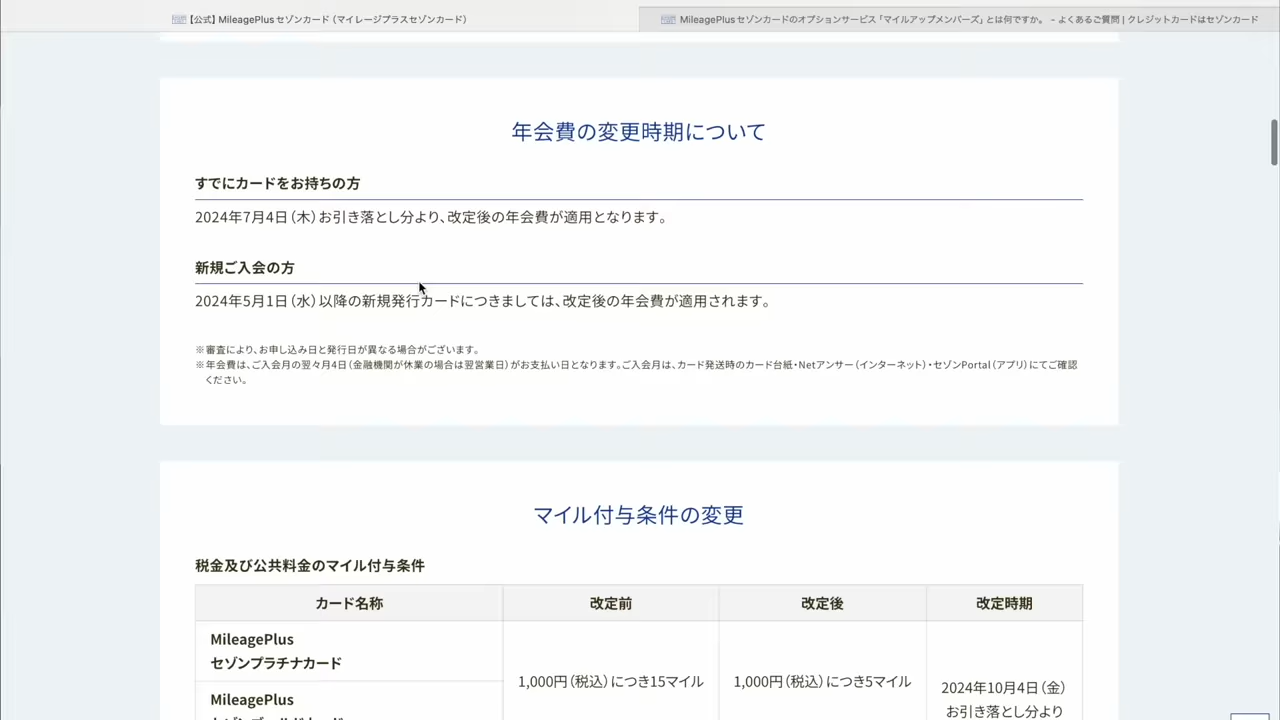 【公式】MileagePlus セゾンカード（マイレージプラスセゾンカード）
MileagePlus セゾンカードのオプションサービス「マイルアップメンバーズ」とは何ですか。 – よくあるご質問 | クレジットカードはセゾンカード
年会費の変更時期について
すでにカードをお持ちの方
2024年7月4日（木）お引き落とし分より、改定後の年会費が適用となります。
新規ご入会の方
2024年5月1日（水）以降の新規発行カードにつきましては、改定後の年会費が適用されます。
※審査により、お申し込み日と発行日が異なる場合がございます。
※年会費は、ご入会月の翌々月4日（金融機関が休業の場合は翌営業日）がお支払い日となります。ご入会月は、カード発送時のカード台紙・Netアンサー（インターネット）・セゾンPortal（アプリ）にてご確認
ください。
マイル付与条件の変更
税金及び公共料金のマイル付与条件
カード名称 改定前 改定後 改定時期
MileagePlus
セゾンプラチナカード
1,000円（税込）につき15マイル 1,000円（税込）につき5マイル
2024年10月4日（金）
MileagePlus
お引き落とし分より